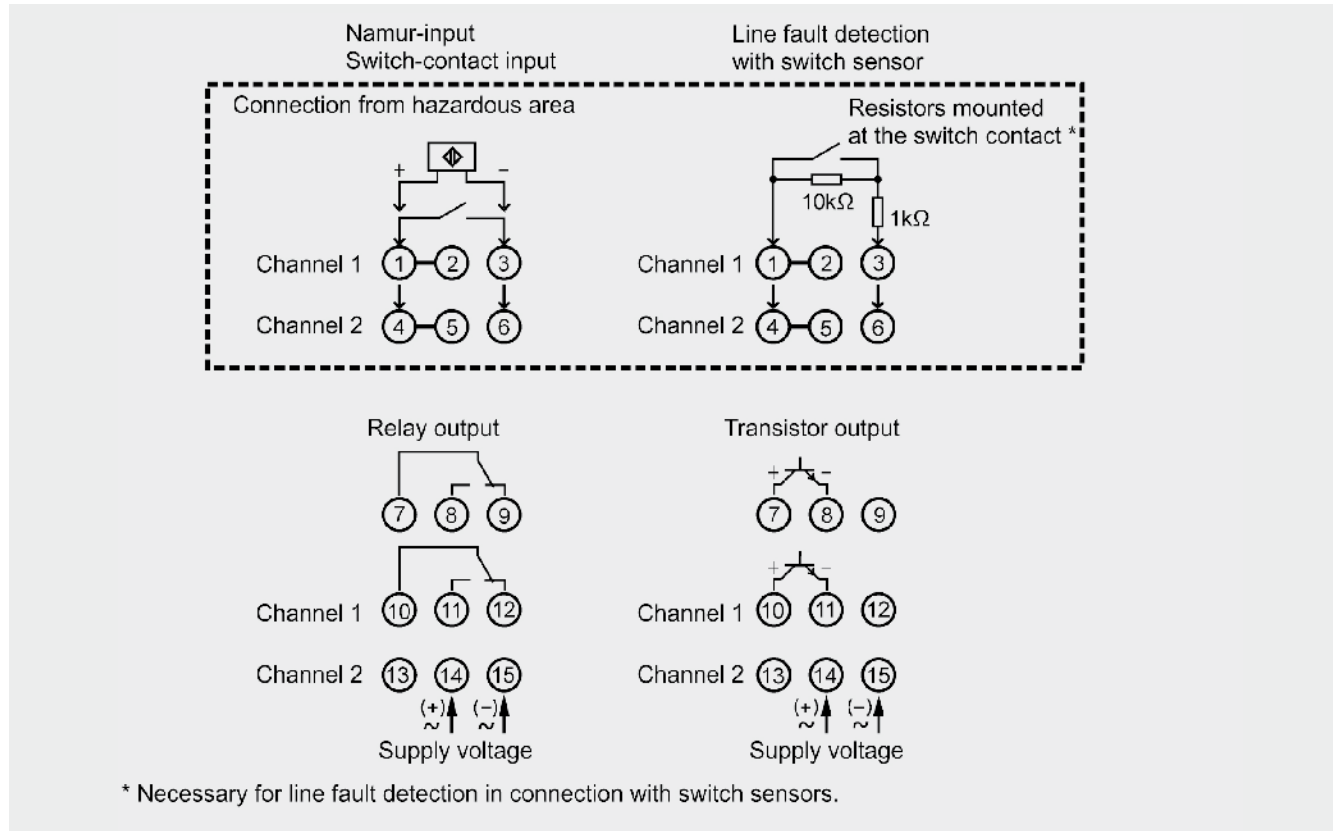 Namur-input
Switch-contact input
Line fault detection
with switch sensor
Connection from hazardous area
Resistors mounted
at the switch contact *
+ −
10kΩ
1kΩ
Channel 1 1 2 3
Channel 1 1 2 3
Channel 2 4 5 6
Channel 2 4 5 6
Relay output
Transistor output
+ −
7 8 9
7 8 9
+ −
Channel 1 10 11 12
Channel 1 10 11 12
Channel 2 13 14 15
Channel 2 13 14 15
(+) (−)
~ ~
(+) (−)
~ ~
Supply voltage
Supply voltage
* Necessary for line fault detection in connection with switch sensors.